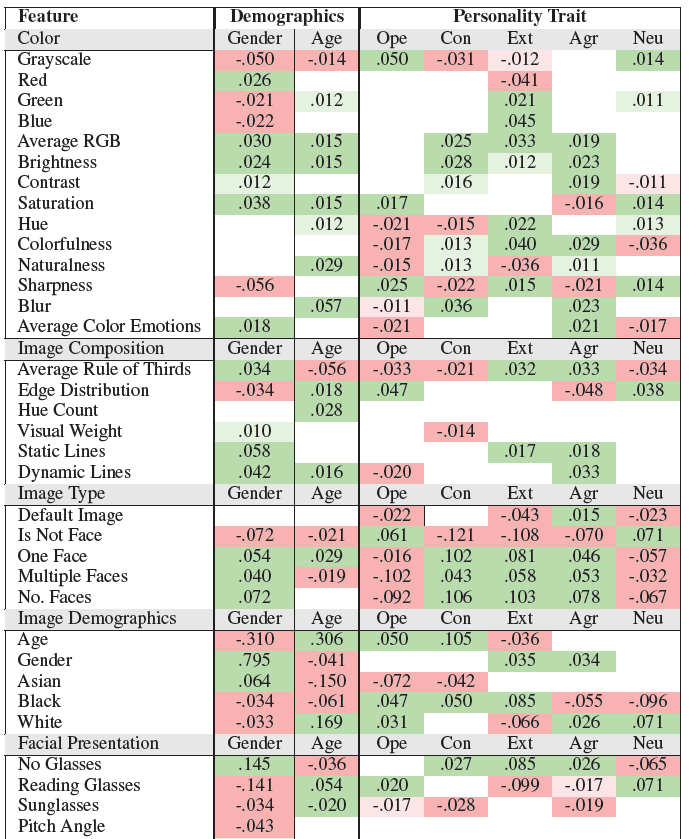 Feature Demographics Personality Trait
Color Gender Age Ope Con Ext Agr Neu
Grayscale -.050 -.014 .050 -.031 -.012 .014
Red .026 -.041
Green -.021 .012 .021 .011
Blue -.022 .045
Average RGB .030 .015 .025 .033 .019
Brightness .024 .015 .028 .012 .023
Contrast .012 .016 .019 -.011
Saturation .038 .015 .017 -.016 .014
Hue .012 -.021 -.015 .022 .013
Colorfulness -.017 .013 .040 .029 -.036
Naturalness .029 -.015 .013 -.036 .011
Sharpness -.056 .025 -.022 .015 -.021 .014
Blur .057 -.011 .036 .023
Average Color Emotions .018 -.021 .021 -.017
Image Composition Gender Age Ope Con Ext Agr Neu
Average Rule of Thirds .034 -.056 -.033 -.021 .032 .033 -.034
Edge Distribution -.034 .018 .047 -.048 .038
Hue Count .028
Visual Weight .010 -.014
Static Lines .058 .017 .018
Dynamic Lines .042 .016 -.020 .033
Image Type Gender Age Ope Con Ext Agr Neu
Default Image -.022 -.043 .015 -.023
Is Not Face -.072 -.021 .061 -.121 -.108 -.070 .071
One Face .054 .029 -.016 .102 .081 .046 -.057
Multiple Faces .040 -.019 -.102 .043 .058 .053 -.032
No. Faces .072 -.092 .106 .103 .078 -.067
Image Demographics Gender Age Ope Con Ext Agr Neu
Age -.310 .306 .050 .105 -.036
Gender .795 -.041 .035 .034
Asian .064 -.150 -.072 -.042
Black -.034 -.061 .047 .050 .085 -.055 -.096
White -.033 .169 .031 -.066 .026 .071
Facial Presentation Gender Age Ope Con Ext Agr Neu
No Glasses .145 -.036 .027 .085 .026 -.065
Reading Glasses -.141 .054 .020 -.099 -.017 .071
Sunglasses -.034 -.020 -.017 -.028 -.019
Pitch Angle -.043